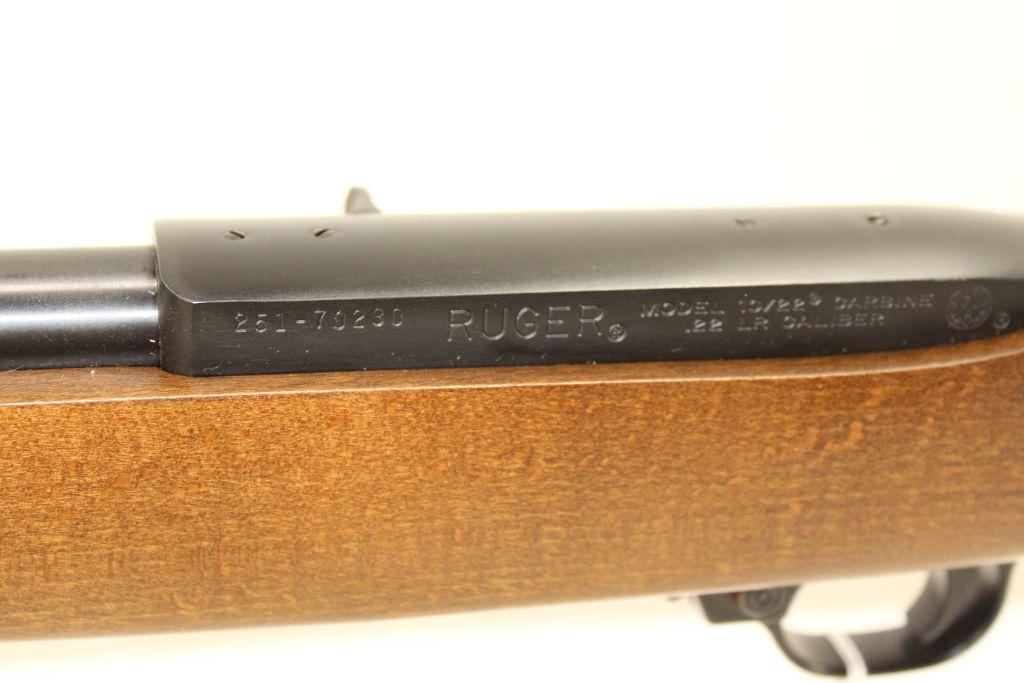 251-70230
RUGER®
MODEL 10/22® CARBINE
.22 LR CALIBER